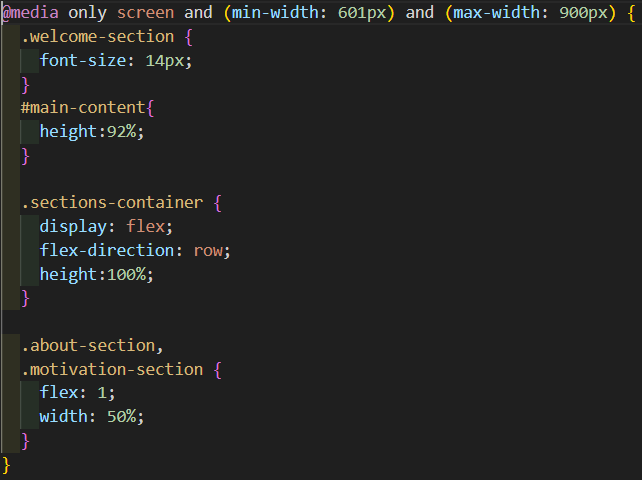 @media only screen and (min-width: 601px) and (max-width: 900px) {
  .welcome-section {
    font-size: 14px;
  }
  #main-content{
    height:92%;
  }

  .sections-container {
    display: flex;
    flex-direction: row;
    height:100%;
  }

  .about-section,
  .motivation-section {
    flex: 1;
    width: 50%;
  }
}